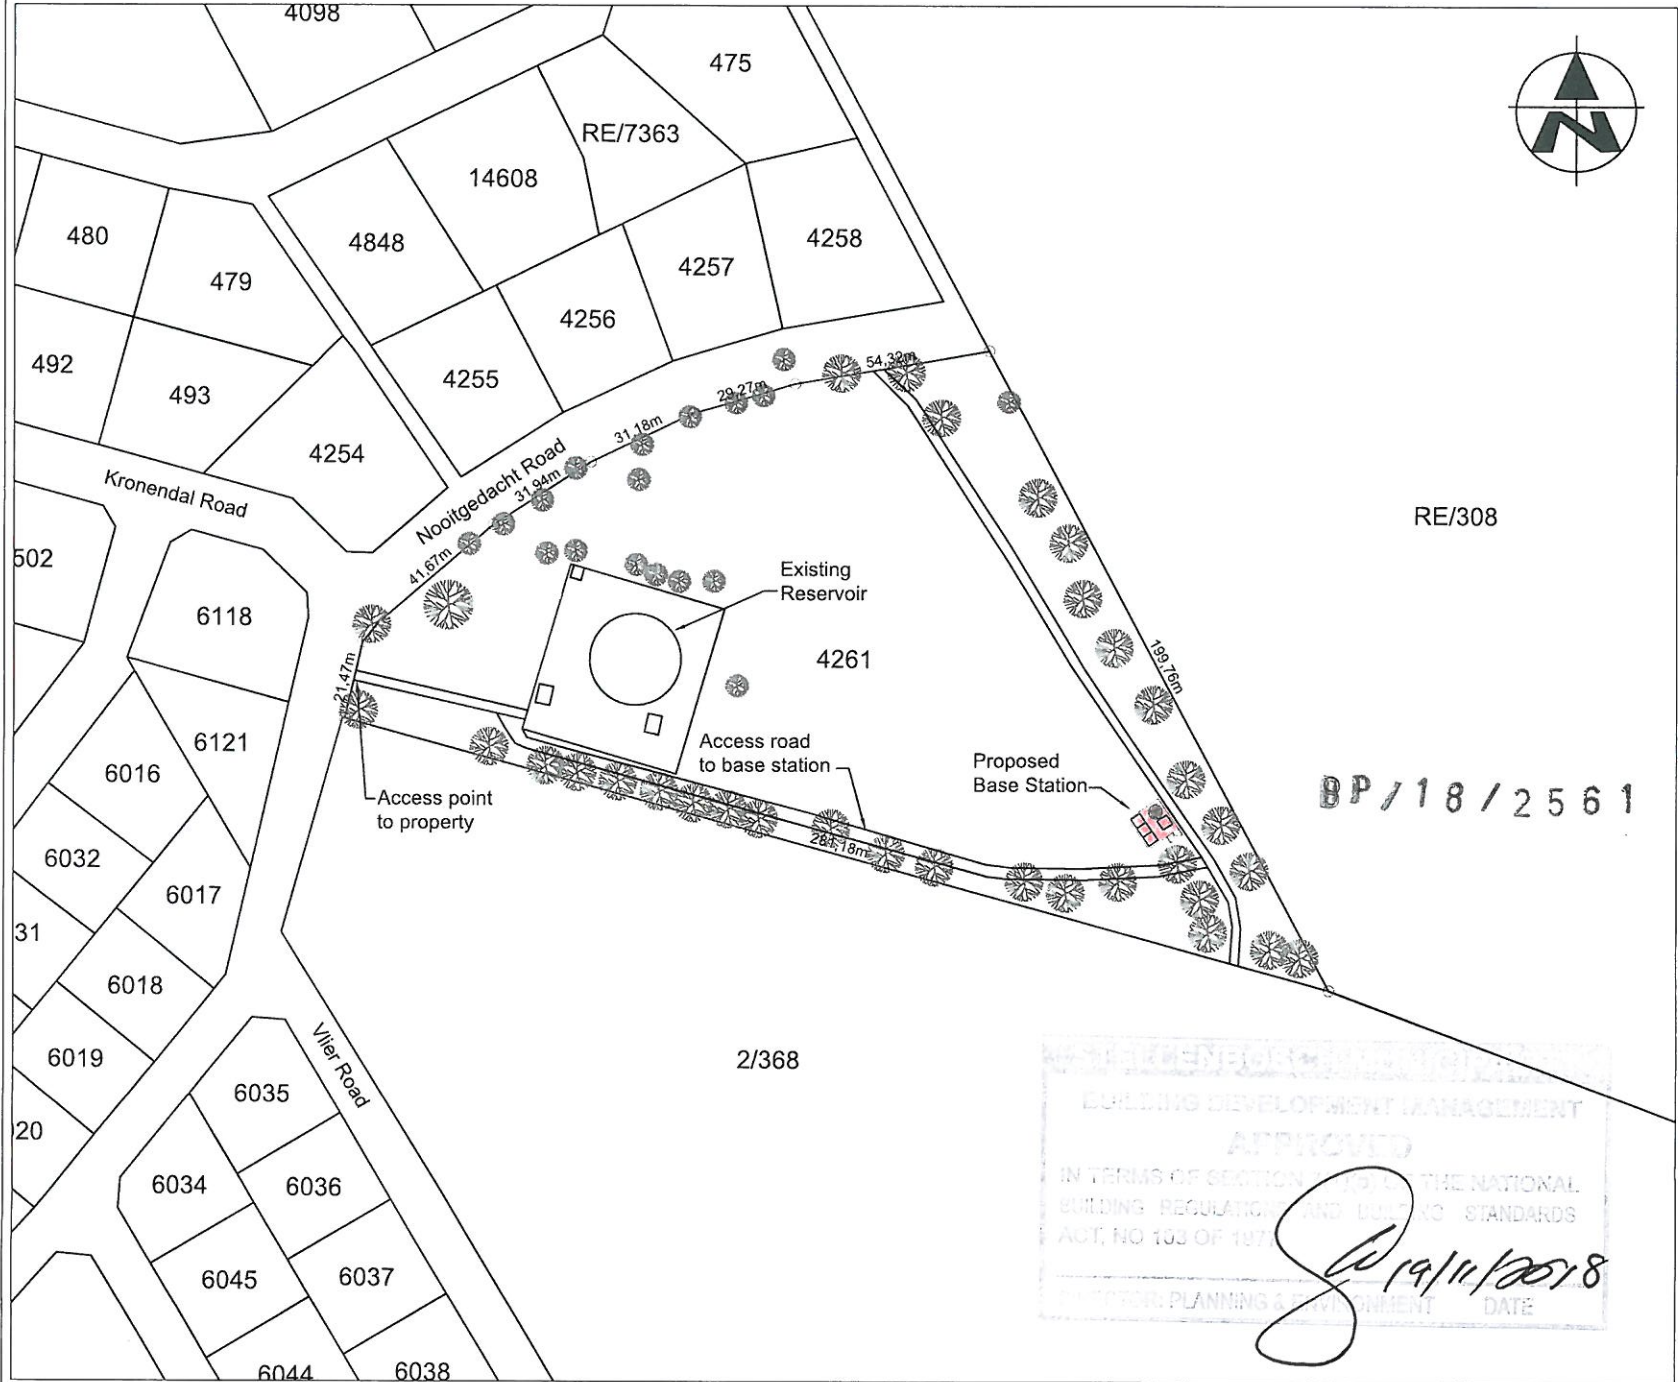 4098
475
RE/7363
14608
480
4848
4258
479
4257
4256
492
4255
54,32m
493
29,27m
31,18m
4254
31,94m
Kronendal Road
Nooitgedacht Road
RE/308
502
41,67m
Existing
Reservoir
6118
4261
21,47m
199,76m
6121
Access road
to base station
6016
Proposed
Base Station
BP/18/2561
Access point
to property
281,18m
6032
6017
31
6018
6019
Vlier Road
2/368
6035
20
BUILDING DEVELOPMENT MANAGEMENT
APPROVED
6034
6036
IN TERMS OF SECTION OF THE NATIONAL
BUILDING REGULATIONS AND BUILDING STANDARDS
ACT, NO 103 OF 1977
6045
6037
19/11/2018
DIRECTOR: PLANNING & ENVIRONMENT DATE
6044
6038